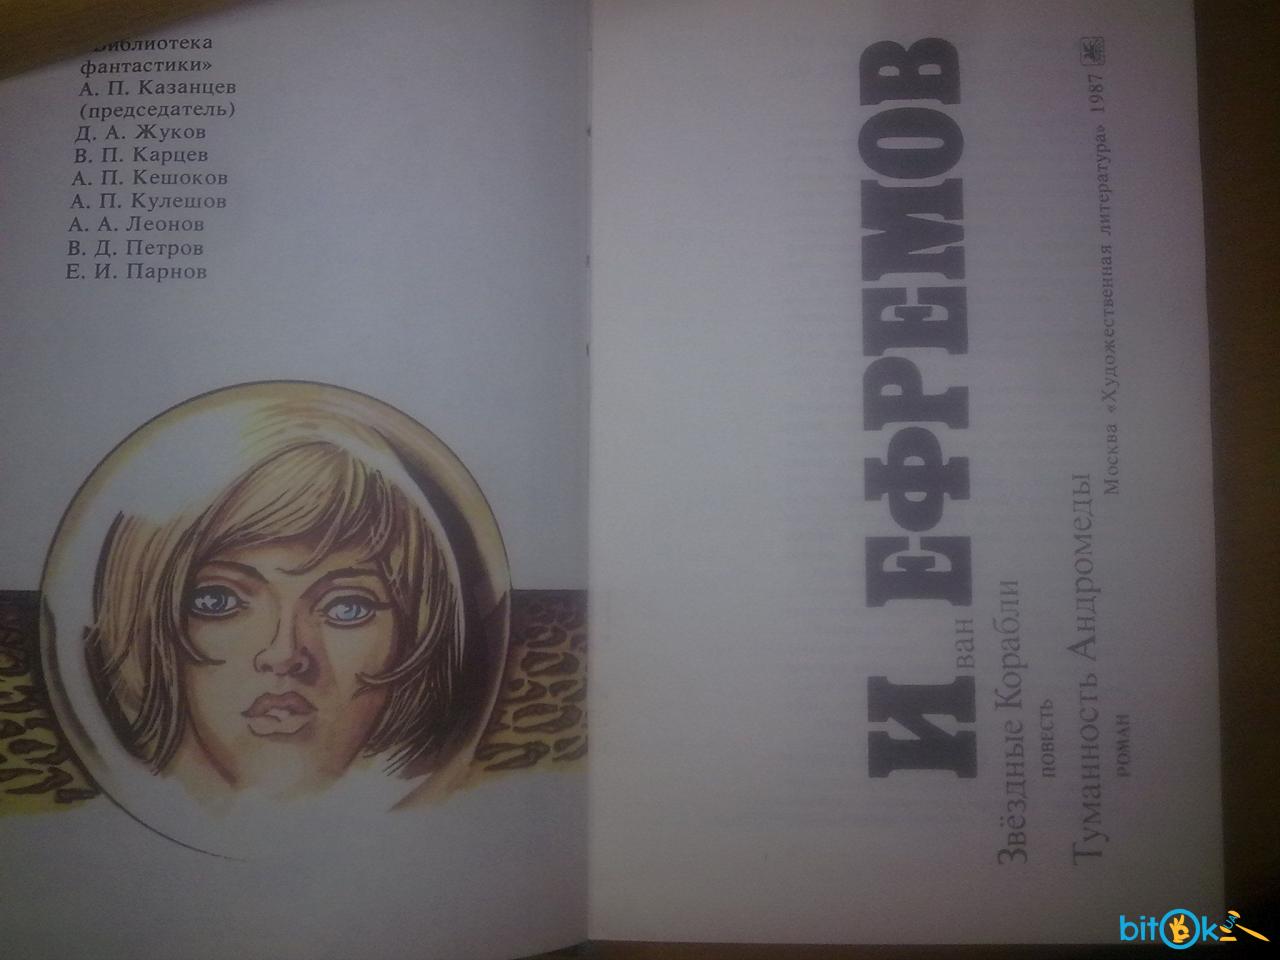 «Библиотека
фантастики»
А. П. Казанцев
(председатель)
Д. А. Жуков
В. П. Карцев
А. П. Кешоков
А. П. Кулешов
А. А. Леонов
В. Д. Петров
Е. И. Парнов
Иван ЕФРЕМОВ
Звёздные Корабли
ПОВЕСТЬ
Туманность Андромеды
РОМАН
Москва «Художественная литература» 1987
bitOk UA